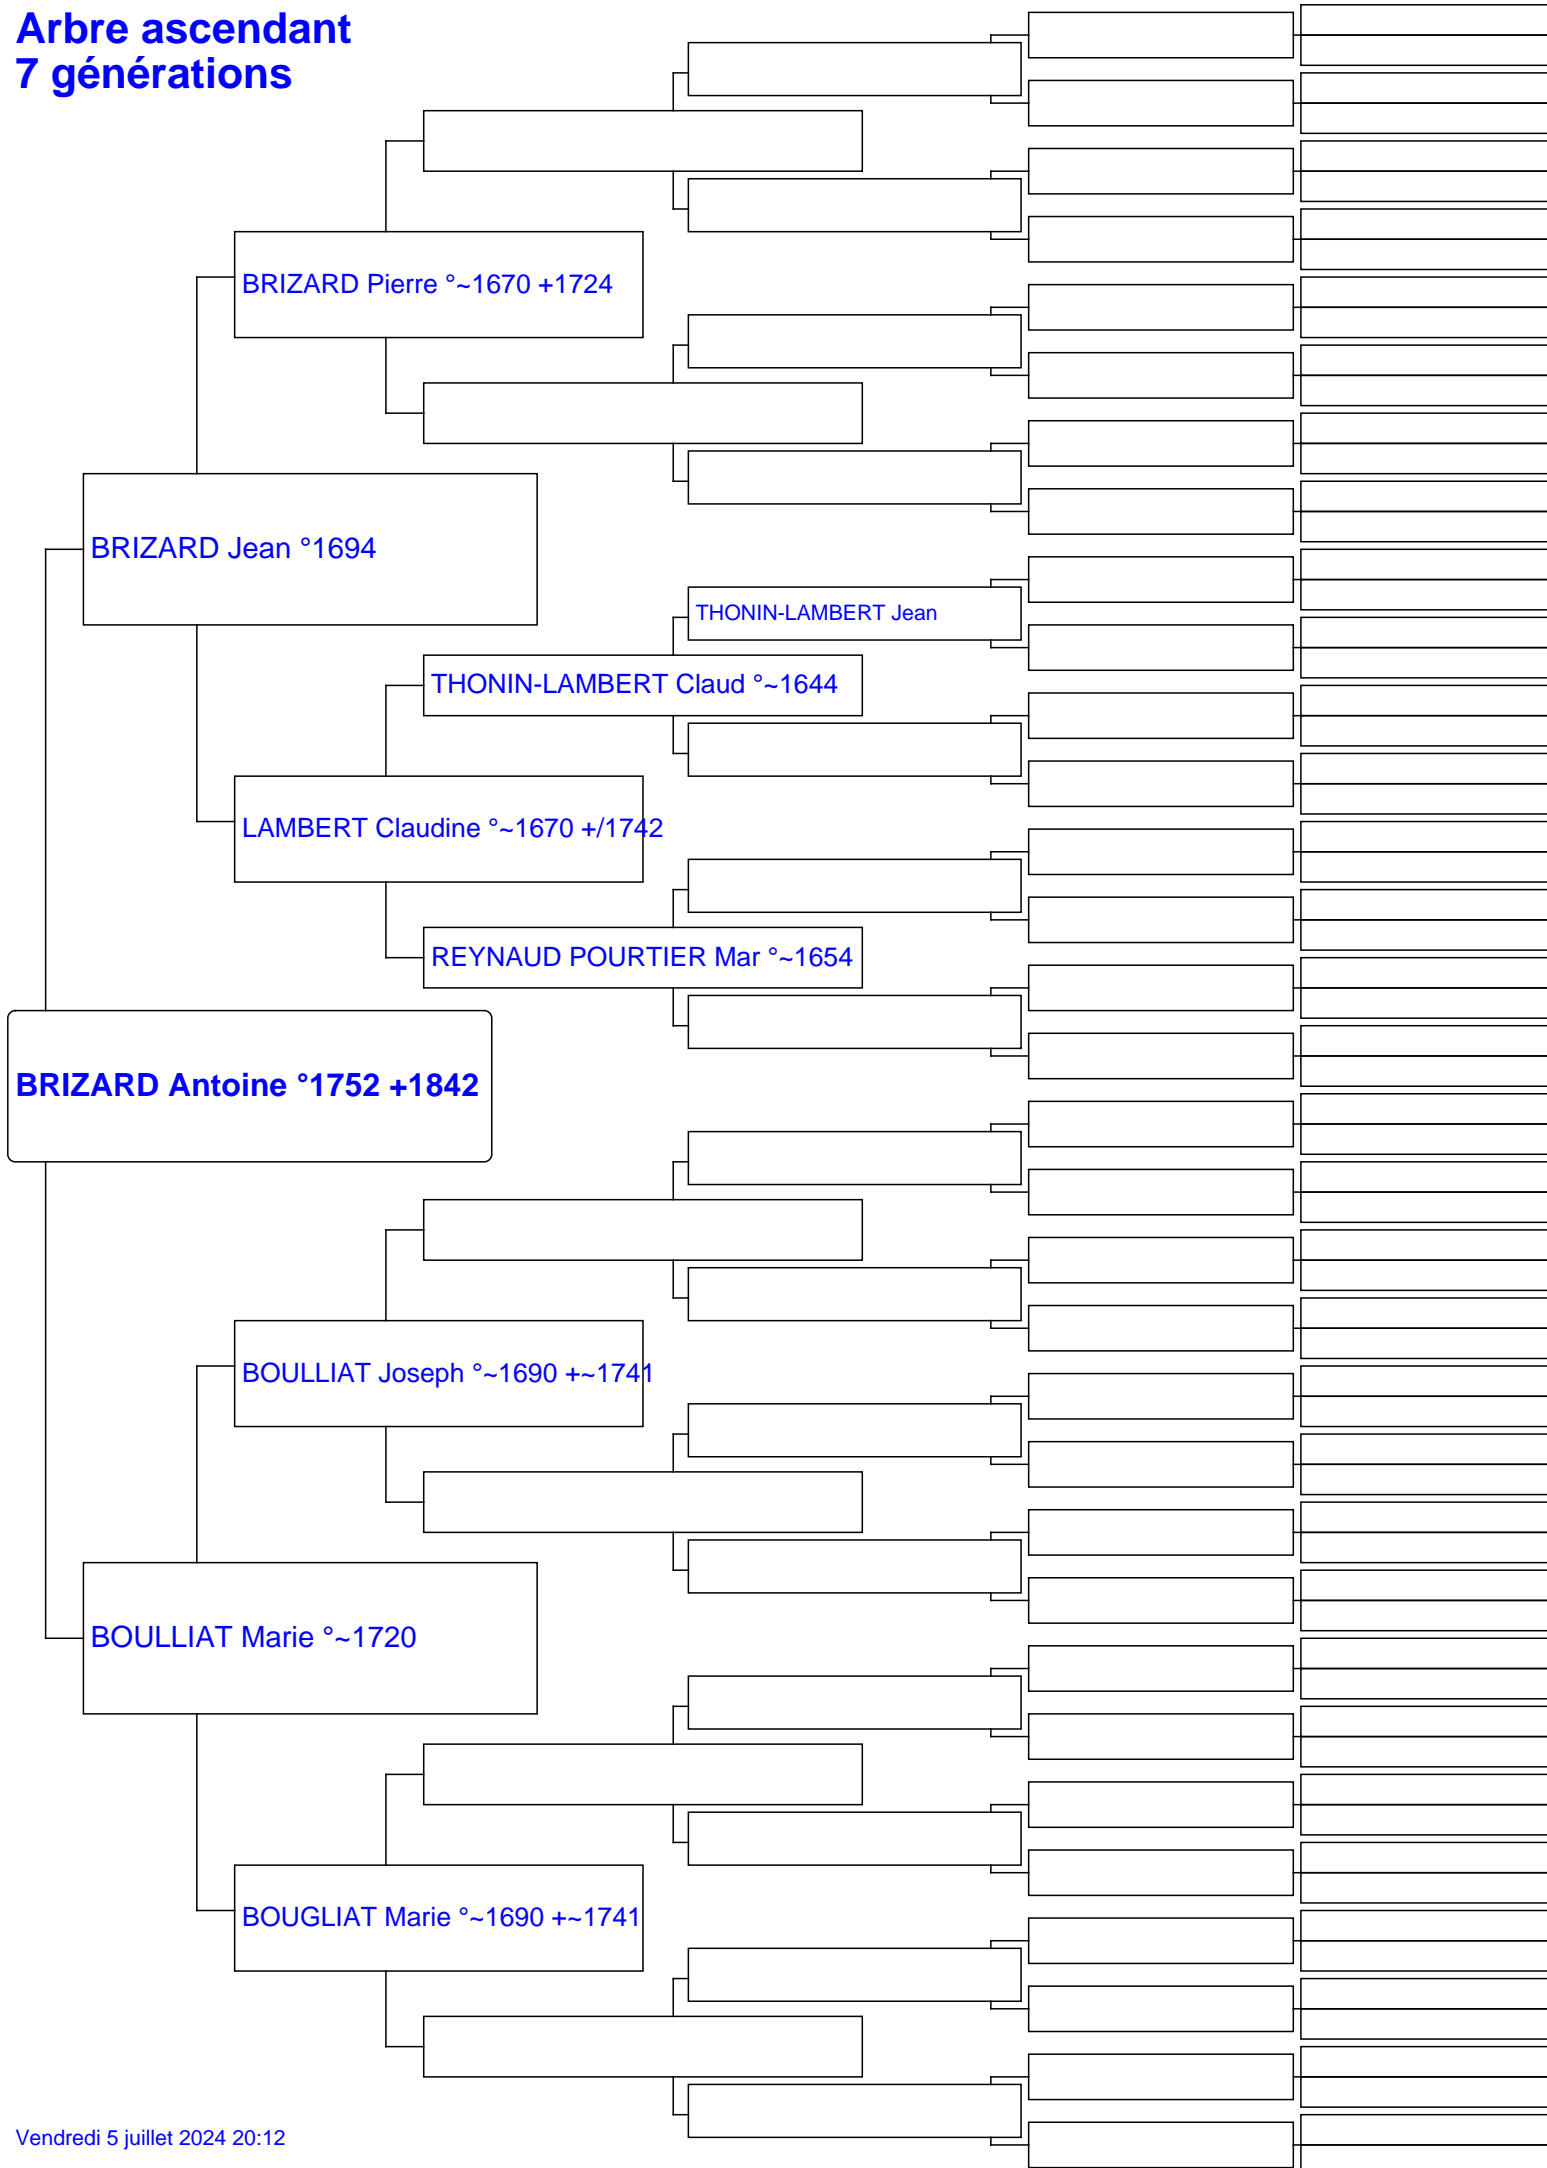 Arbre ascendant
7 générations
BRIZARD Pierre °~1670 +1724
BRIZARD Jean °1694
THONIN-LAMBERT Jean
THONIN-LAMBERT Claud °~1644
LAMBERT Claudine °~1670 +/1742
REYNAUD POURTIER Mar °~1654
BRIZARD Antoine °1752 +1842
BOULLIAT Joseph °~1690 +~1741
BOULLIAT Marie °~1720
BOUGLIAT Marie °~1690 +~1741
Vendredi 5 juillet 2024 20:12